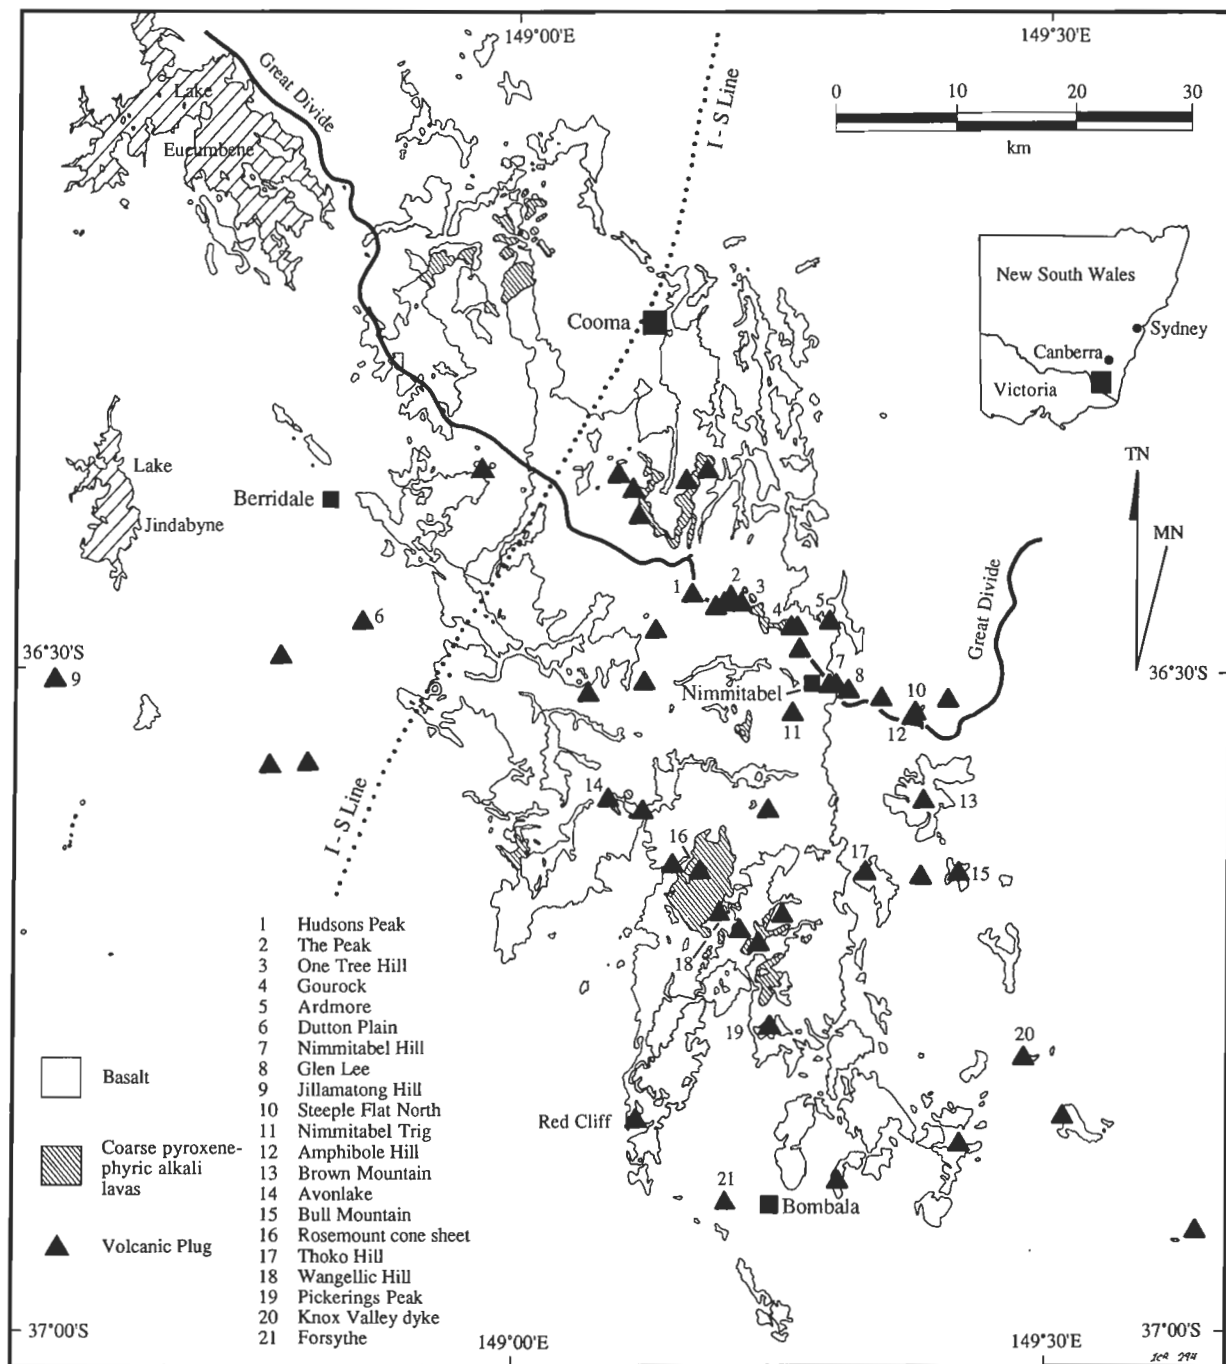 149°00'E
149°30'E
Great Divide
I - S Line
0 10 20 30
km
Lake
Eucumbene
New South Wales
Sydney
Canberra
Victoria
Cooma
TN
MN
Lake
Jindabyne
Berridale
Great Divide
1
2
3
4
5
6
36°30'S
36°30'S
9
Nimmitabel
7
8
10
11
12
13
14
I - S Line
15
16
17
18
19
20
Red Cliff
21
Bombala
1 Hudsons Peak
2 The Peak
3 One Tree Hill
4 Gourock
5 Ardmore
6 Dutton Plain
7 Nimmitabel Hill
8 Glen Lee
9 Jillamatong Hill
10 Steeple Flat North
11 Nimmitabel Trig
12 Amphibole Hill
13 Brown Mountain
14 Avonlake
15 Bull Mountain
16 Rosemount cone sheet
17 Thoko Hill
18 Wangellic Hill
19 Pickerings Peak
20 Knox Valley dyke
21 Forsythe
Basalt
Coarse pyroxene-
phyric alkali
lavas
Volcanic Plug
37°00'S
37°00'S
149°00'E
149°30'E